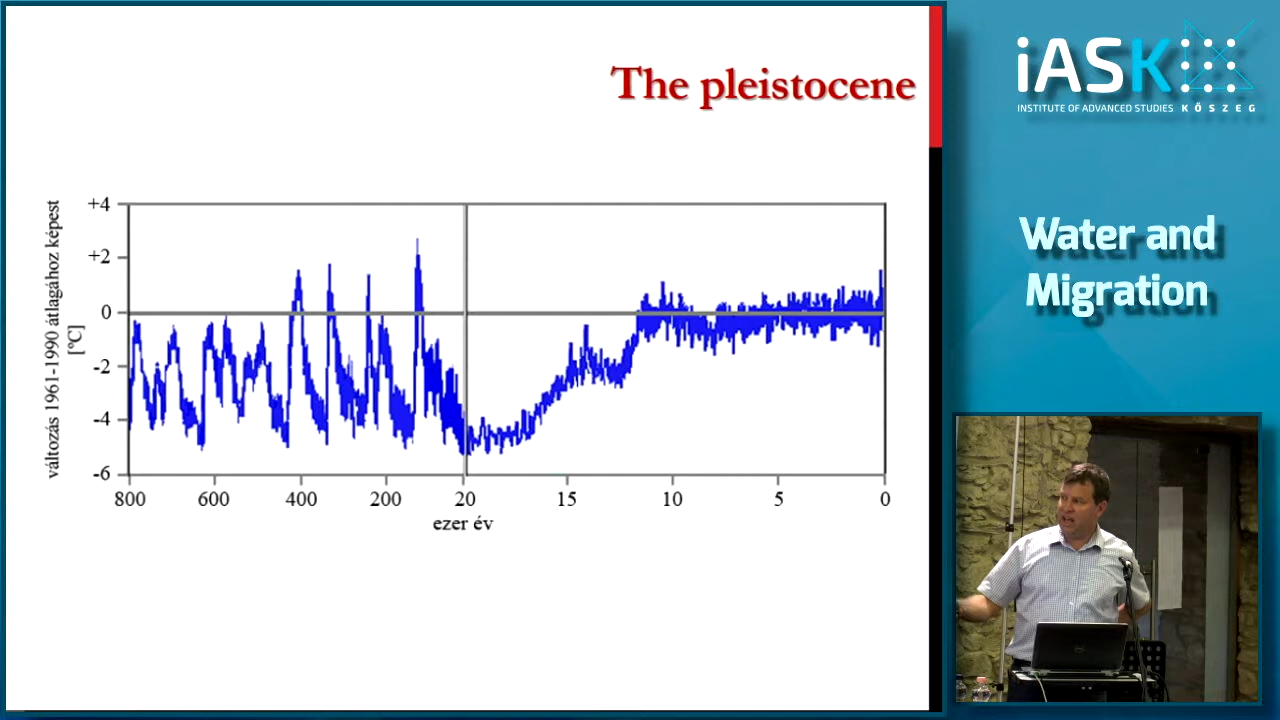 The pleistocene
változás 1961-1990 átlagához képest
[ºC]
+4
+2
0
-2
-4
-6
800
600
400
200
20
15
10
5
0
ezer év
iASK
INSTITUTE OF ADVANCED STUDIES KŐSZEG
Water and
Migration